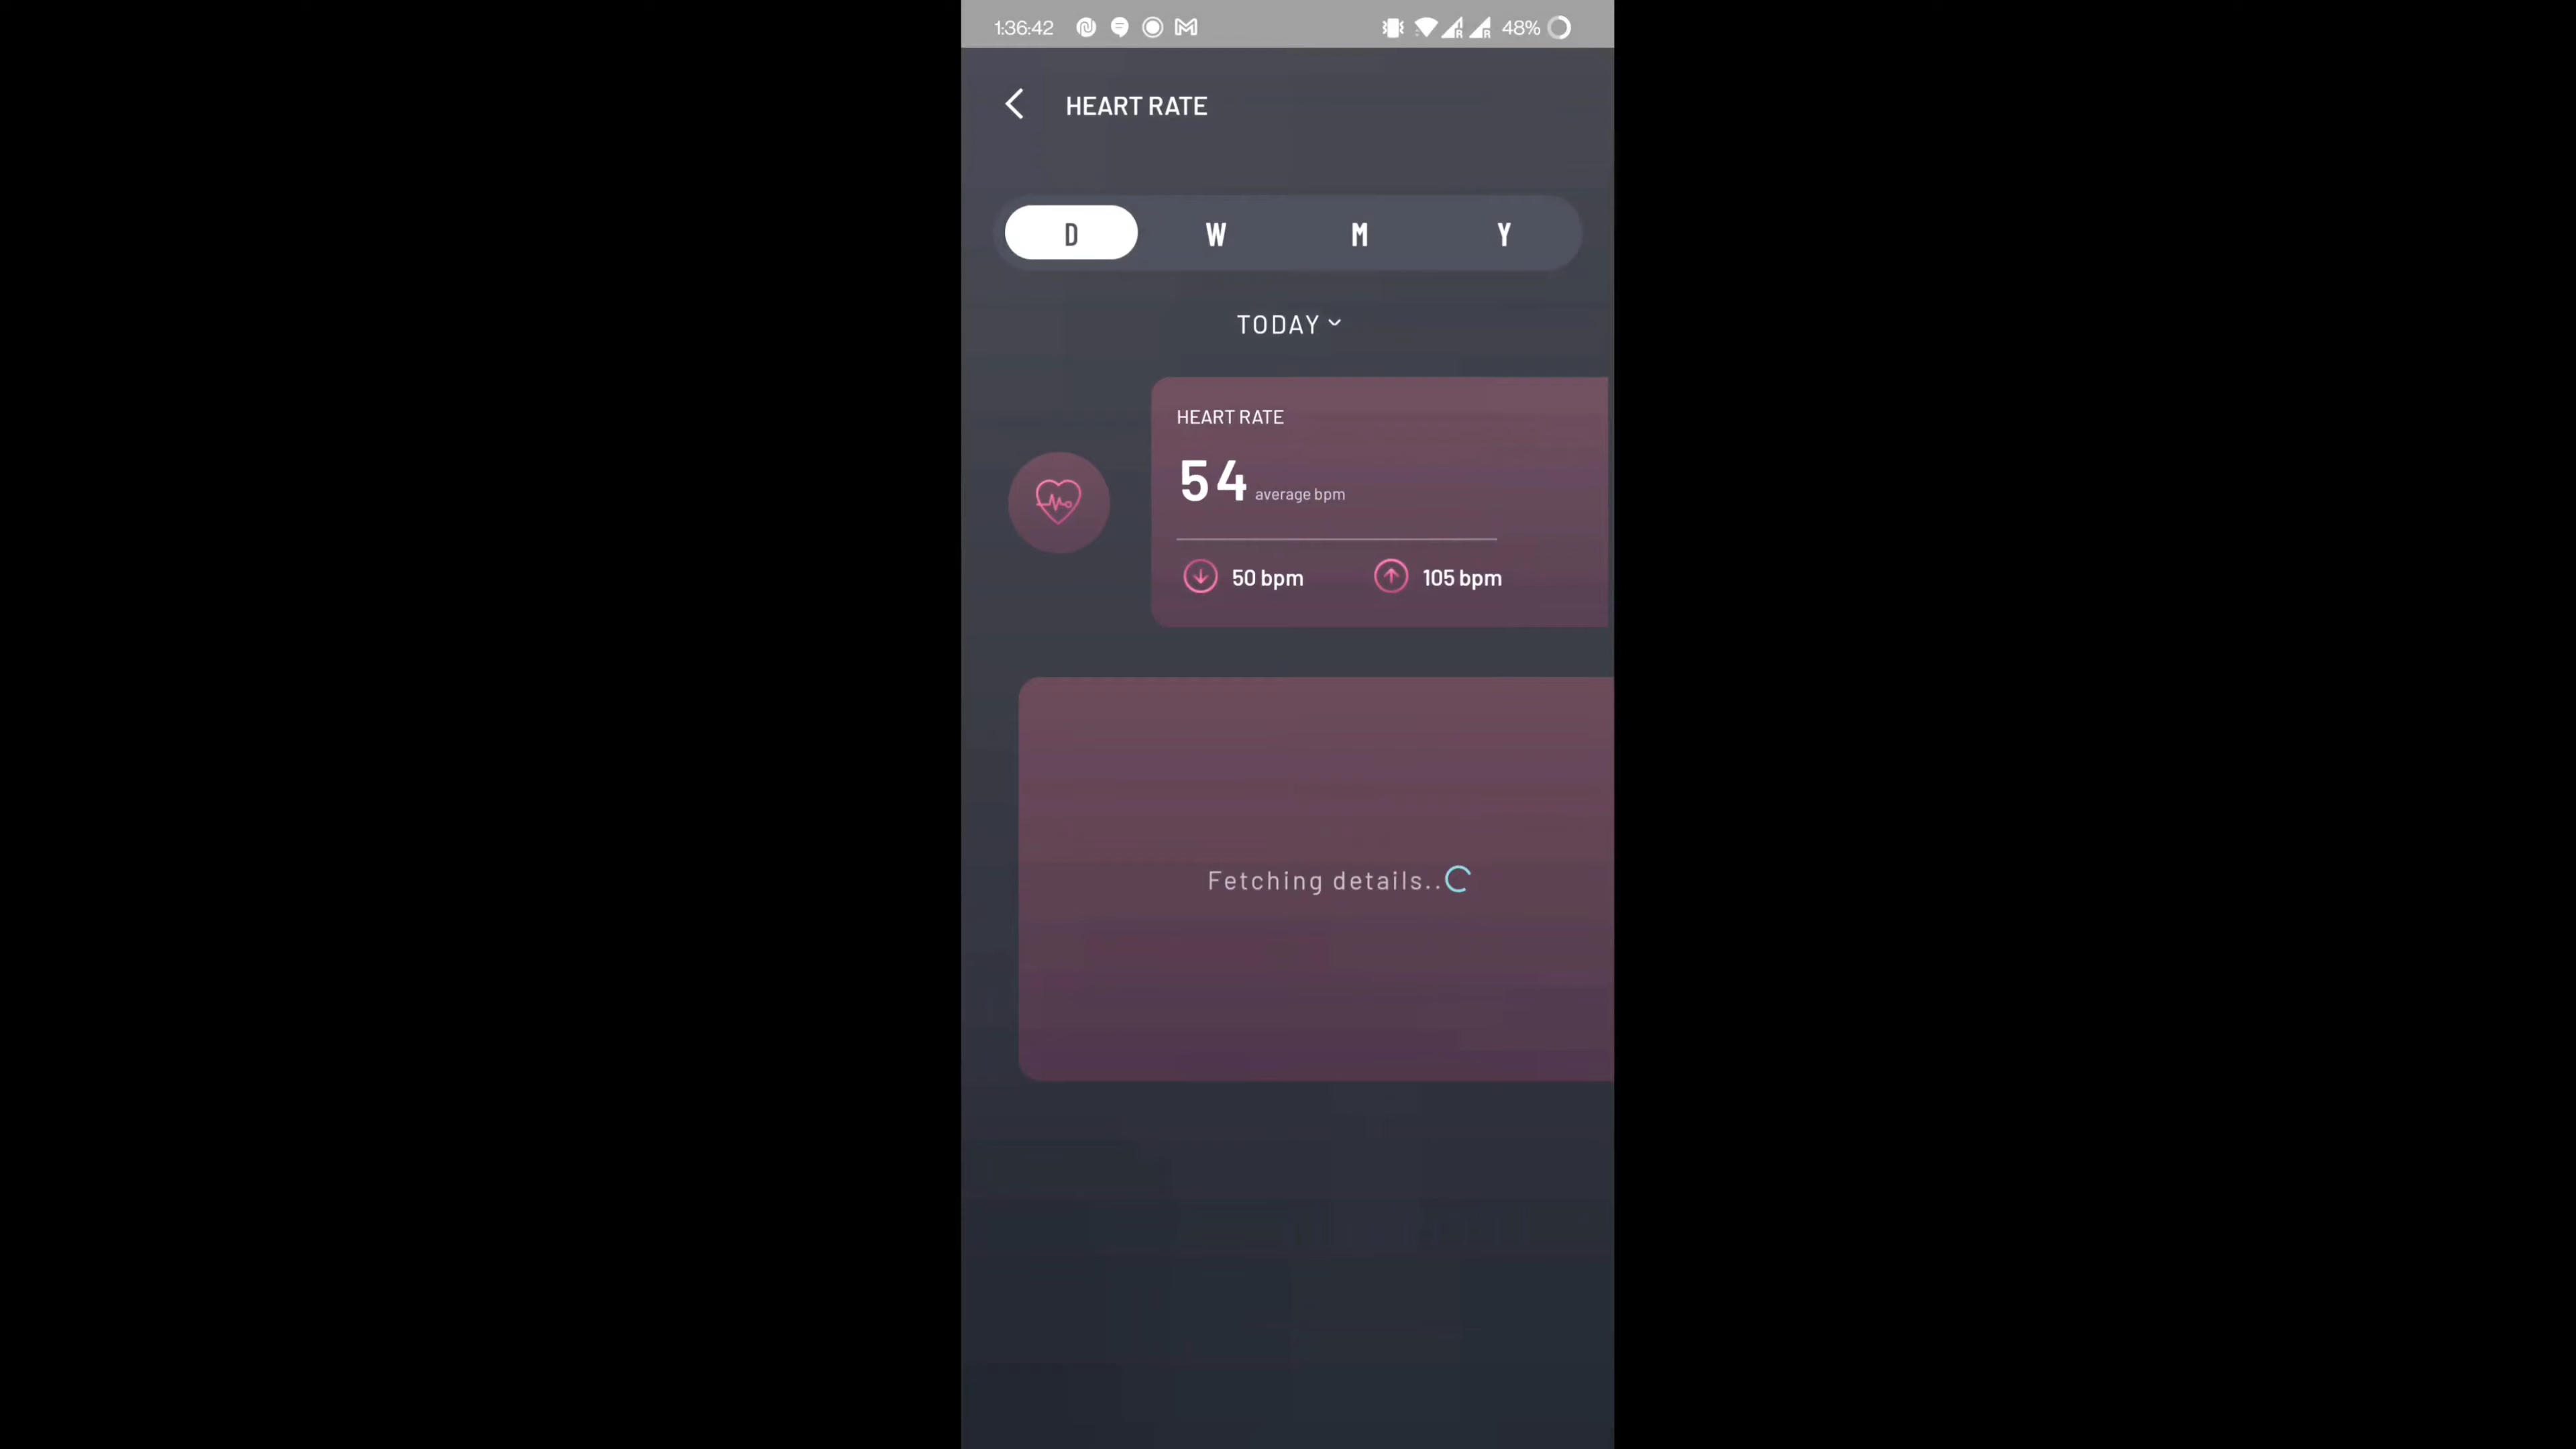 1:36:42 48%
HEART RATE
D W M Y
TODAY
HEART RATE
54 average bpm
50 bpm 105 bpm
Fetching details..